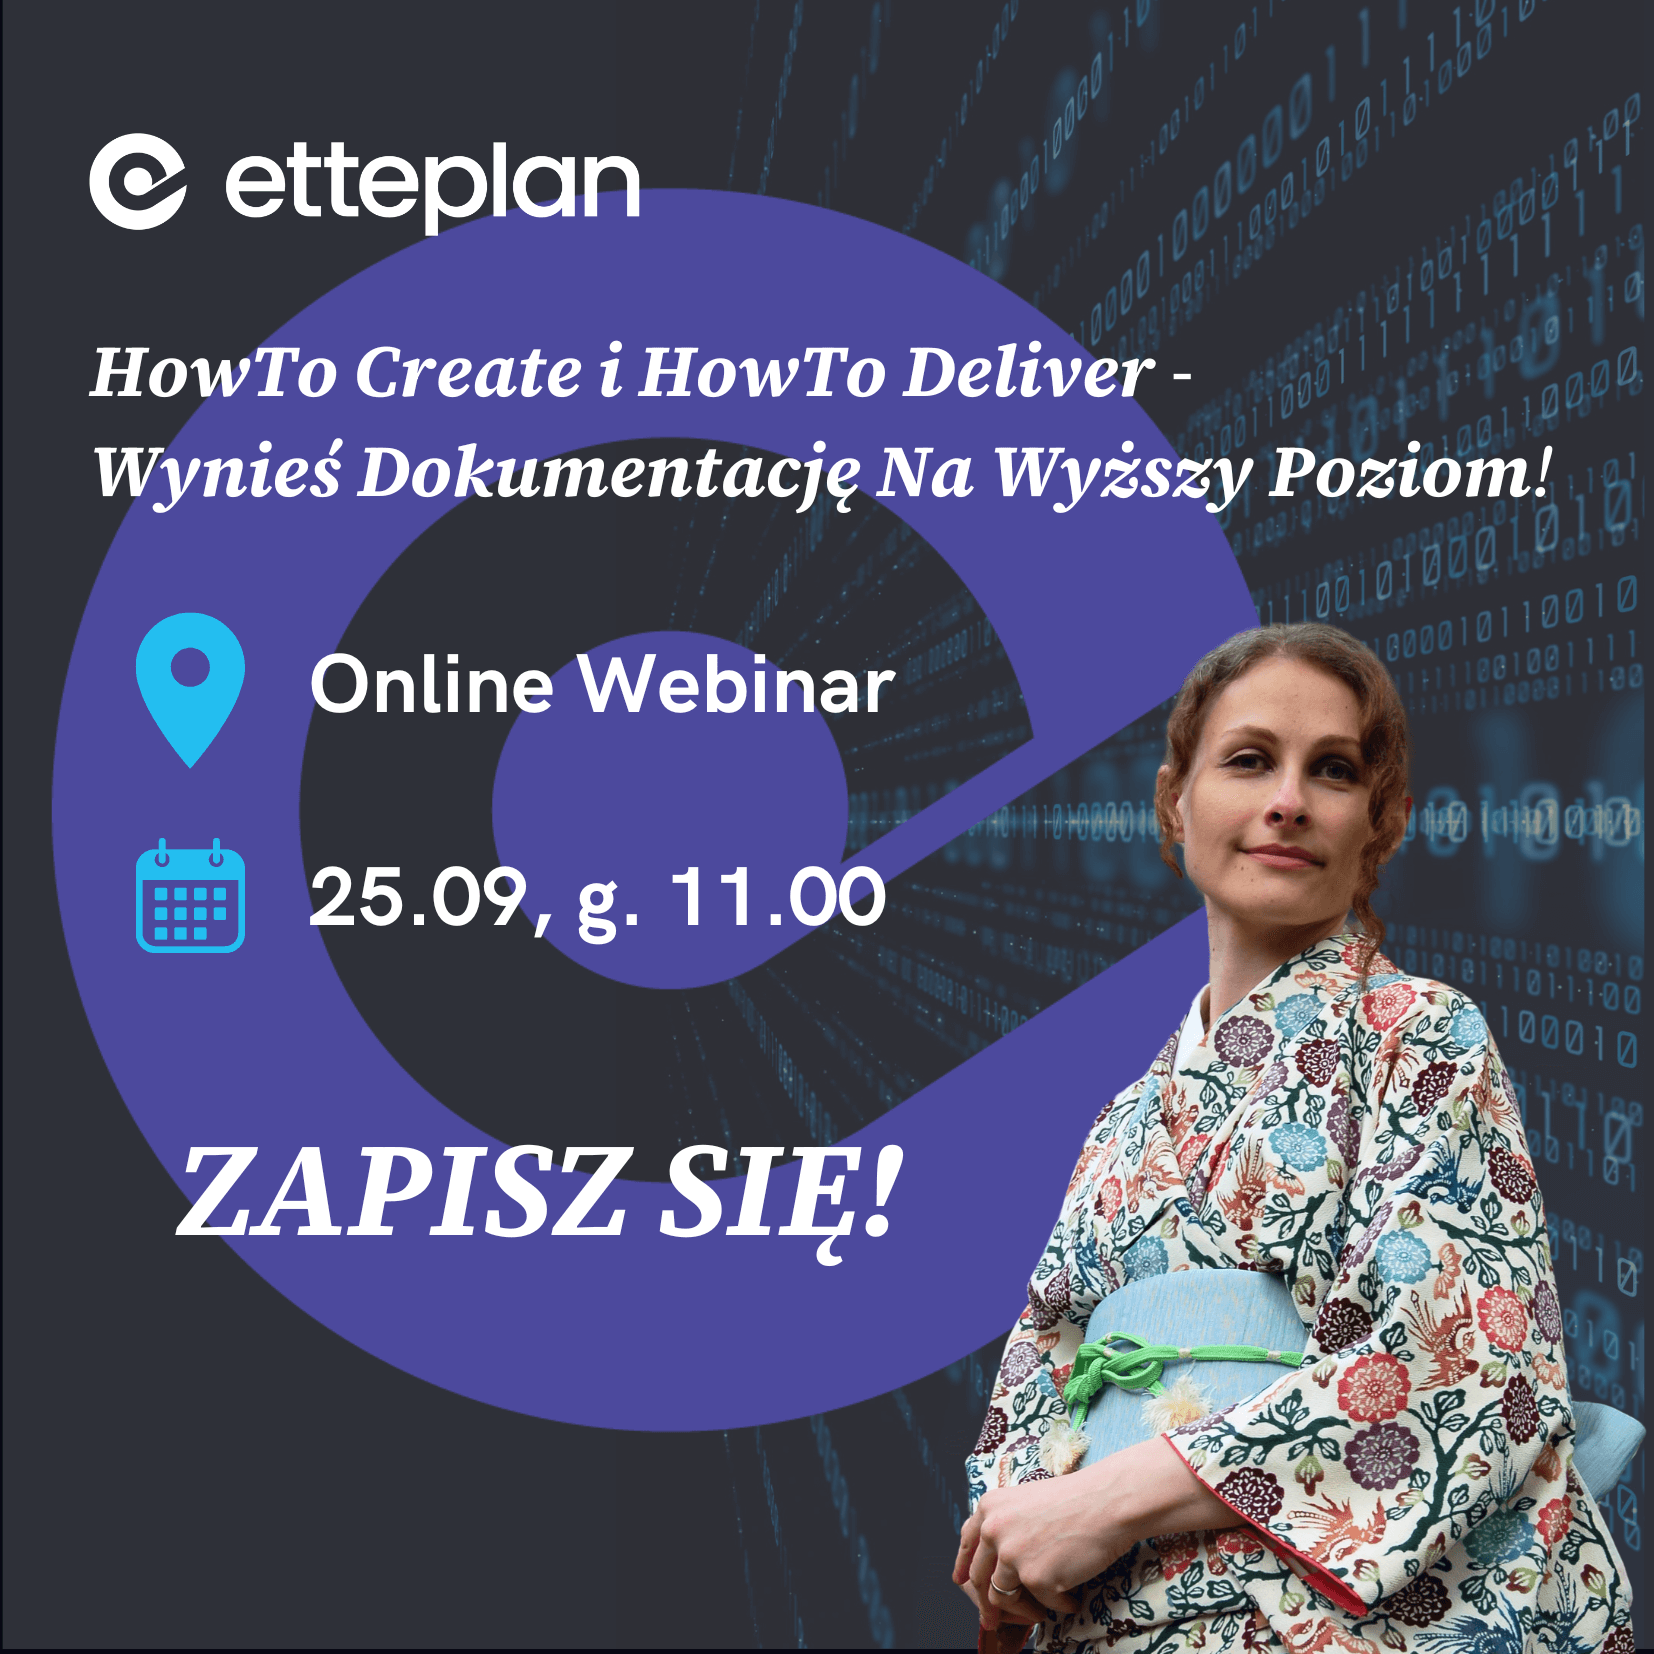 etteplan
HowTo Create i HowTo Deliver -
Wynieś Dokumentację Na Wyższy Poziom!
Online Webinar
25.09, g. 11.00
ZAPISZ SIĘ!